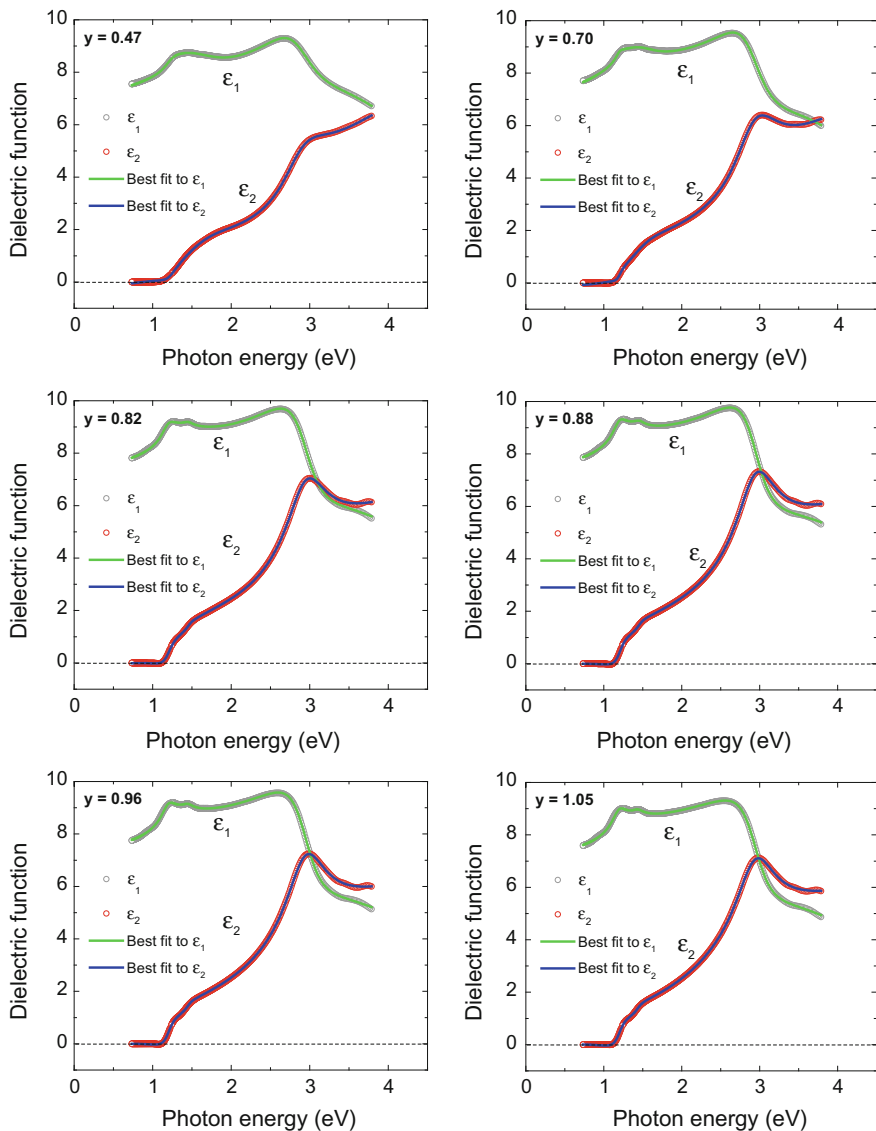 y = 0.47
Dielectric function
10
8
6
4
2
0
ε1
ε2
ε1
ε2
Best fit to ε1
Best fit to ε2
0 1 2 3 4
Photon energy (eV)
y = 0.70
Dielectric function
10
8
6
4
2
0
ε1
ε2
ε1
ε2
Best fit to ε1
Best fit to ε2
0 1 2 3 4
Photon energy (eV)
y = 0.82
Dielectric function
10
8
6
4
2
0
ε1
ε2
ε1
ε2
Best fit to ε1
Best fit to ε2
0 1 2 3 4
Photon energy (eV)
y = 0.88
Dielectric function
10
8
6
4
2
0
ε1
ε2
ε1
ε2
Best fit to ε1
Best fit to ε2
0 1 2 3 4
Photon energy (eV)
y = 0.96
Dielectric function
10
8
6
4
2
0
ε1
ε2
ε1
ε2
Best fit to ε1
Best fit to ε2
0 1 2 3 4
Photon energy (eV)
y = 1.05
Dielectric function
10
8
6
4
2
0
ε1
ε2
ε1
ε2
Best fit to ε1
Best fit to ε2
0 1 2 3 4
Photon energy (eV)